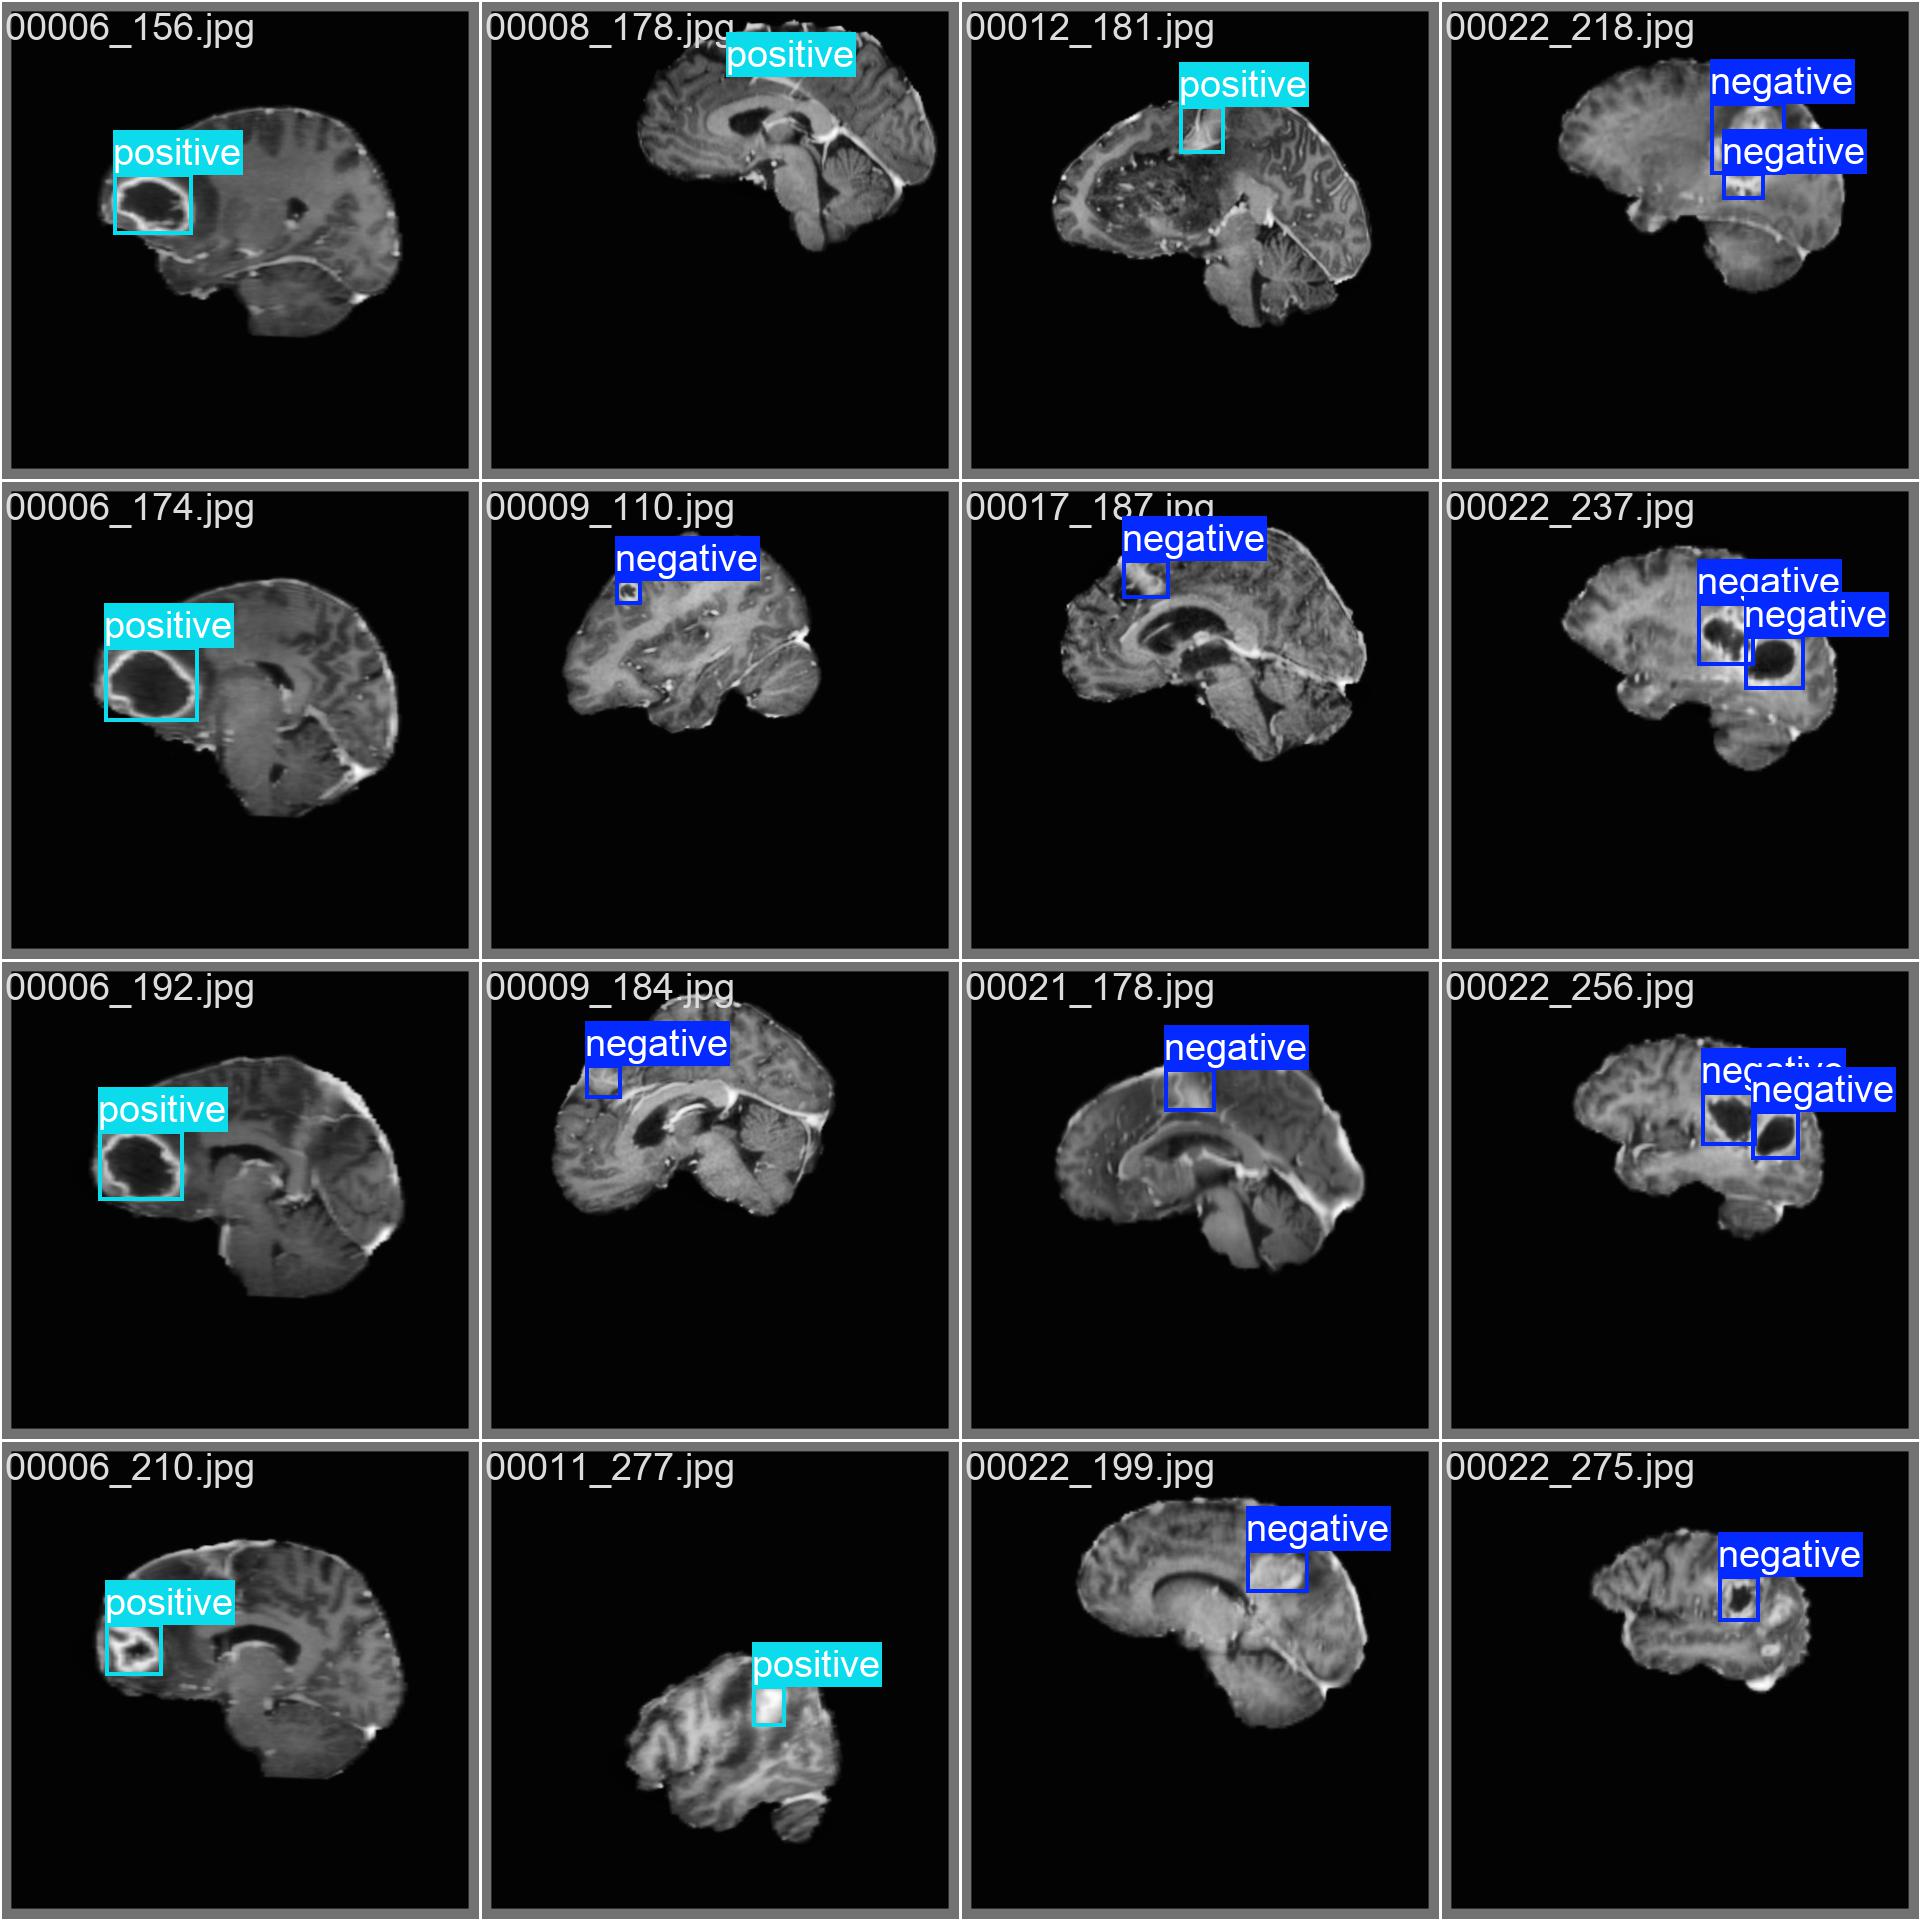 00006_156.jpg
positive
00008_178.jpg
positive
00012_181.jpg
positive
00022_218.jpg
negative
negative
00006_174.jpg
positive
00009_110.jpg
negative
00017_187.jpg
negative
00022_237.jpg
negative
negative
00006_192.jpg
positive
00009_184.jpg
negative
00021_178.jpg
negative
00022_256.jpg
negative
negative
00006_210.jpg
positive
00011_277.jpg
positive
00022_199.jpg
negative
00022_275.jpg
negative